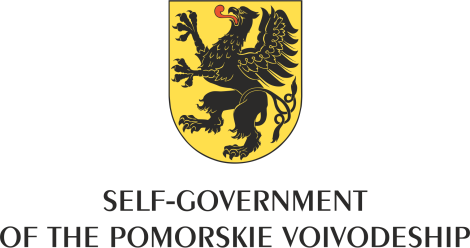 SELF-GOVERNMENT
OF THE POMORSKIE VOIVODESHIP